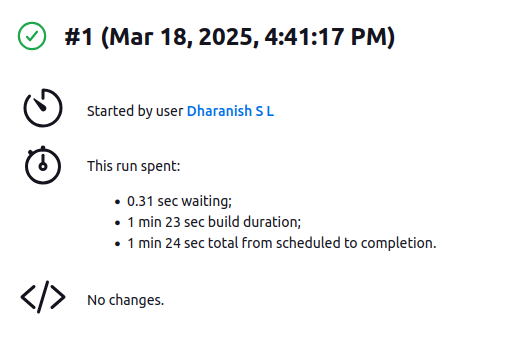 #1 (Mar 18, 2025, 4:41:17 PM)
Started by user Dharanish S L
This run spent:
• 0.31 sec waiting;
• 1 min 23 sec build duration;
• 1 min 24 sec total from scheduled to completion.
No changes.